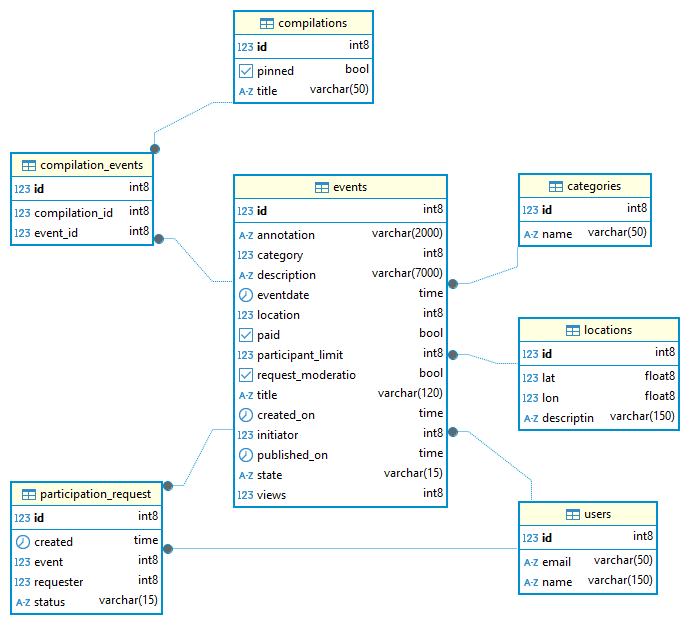 compilations
123 id int8
pinned bool
A-Z title varchar(50)
compilation_events
123 id int8
123 compilation_id int8
123 event_id int8
events
123 id int8
A-Z annotation varchar(2000)
123 category int8
A-Z description varchar(7000)
eventdate time
123 location int8
paid bool
123 participant_limit int8
request_moderatio bool
A-Z title varchar(120)
created_on time
123 initiator int8
published_on time
A-Z state varchar(15)
123 views int8
categories
123 id int8
A-Z name varchar(50)
locations
123 id int8
123 lat float8
123 lon float8
A-Z descriptin varchar(150)
participation_request
123 id int8
created time
123 event int8
123 requester int8
A-Z status varchar(15)
users
123 id int8
A-Z email varchar(50)
A-Z name varchar(150)